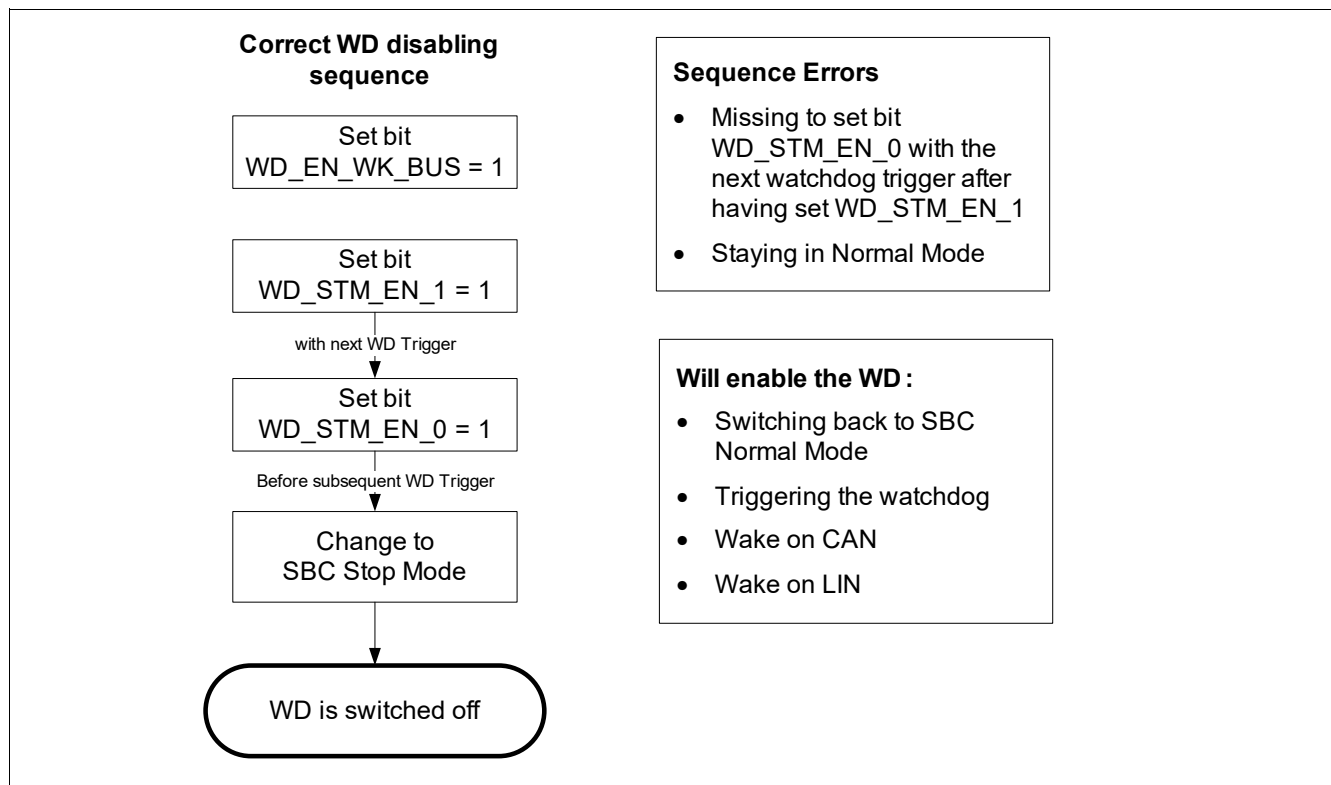 Correct WD disabling
sequence
Set bit
WD_EN_WK_BUS = 1
Set bit
WD_STM_EN_1 = 1
with next WD Trigger
Set bit
WD_STM_EN_0 = 1
Before subsequent WD Trigger
Change to
SBC Stop Mode
WD is switched off
Sequence Errors
• Missing to set bit
WD_STM_EN_0 with the
next watchdog trigger after
having set WD_STM_EN_1
• Staying in Normal Mode
Will enable the WD :
• Switching back to SBC
Normal Mode
• Triggering the watchdog
• Wake on CAN
• Wake on LIN